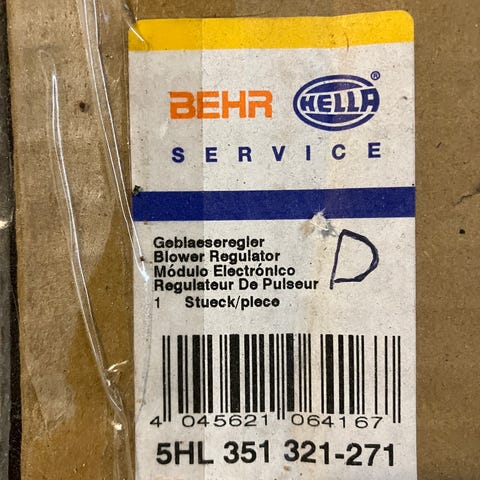 BEHR HELLA®
SERVICE
Geblaeseregler
Blower Regulator
Módulo Electrónico
Regulateur De Pulseur
1 Stueck/piece
D
4 045621 064167
5HL 351 321-271